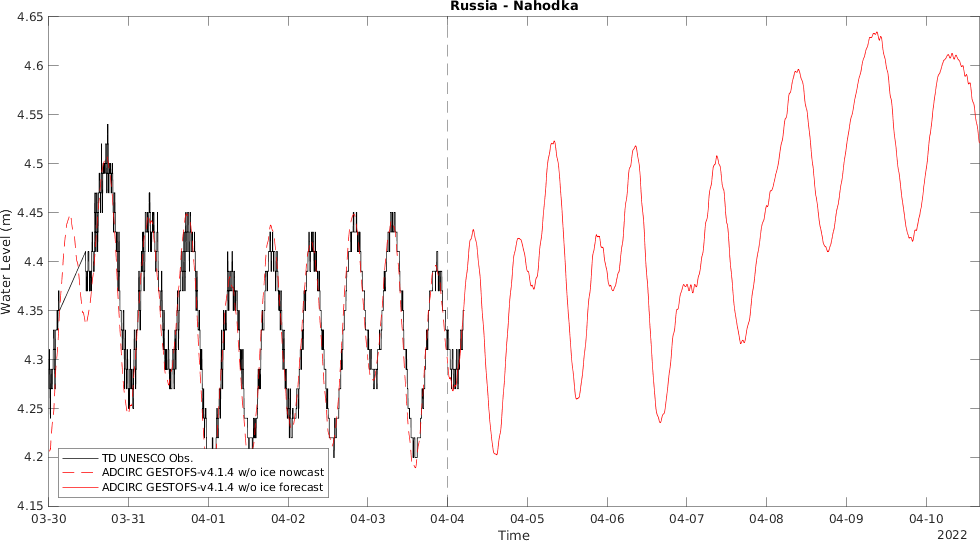 Russia - Nahodka
4.65
4.6
4.55
4.5
4.45
4.4
4.35
4.3
4.25
4.2
4.15
Water Level (m)
TD UNESCO Obs.
ADCIRC GESTOFS-v4.1.4 w/o ice nowcast
ADCIRC GESTOFS-v4.1.4 w/o ice forecast
03-30 03-31 04-01 04-02 04-03 04-04 04-05 04-06 04-07 04-08 04-09 04-10
Time
2022